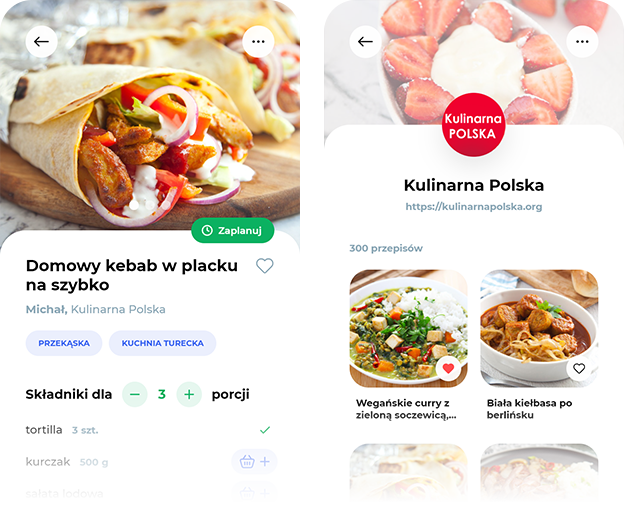 Zaplanuj
Domowy kebab w placku
na szybko
Michał, Kulinarna Polska
PRZEKĄSKA
KUCHNIA TURECKA
Składniki dla − 3 + porcji
tortilla 3 szt.
kurczak 500 g
+
sałata lodowa
Kulinarna
POLSKA
Kulinarna Polska
https://kulinarnapolska.org
300 przepisów
Wegańskie curry z
zieloną soczewicą,...
Biała kiełbasa po
berlińsku